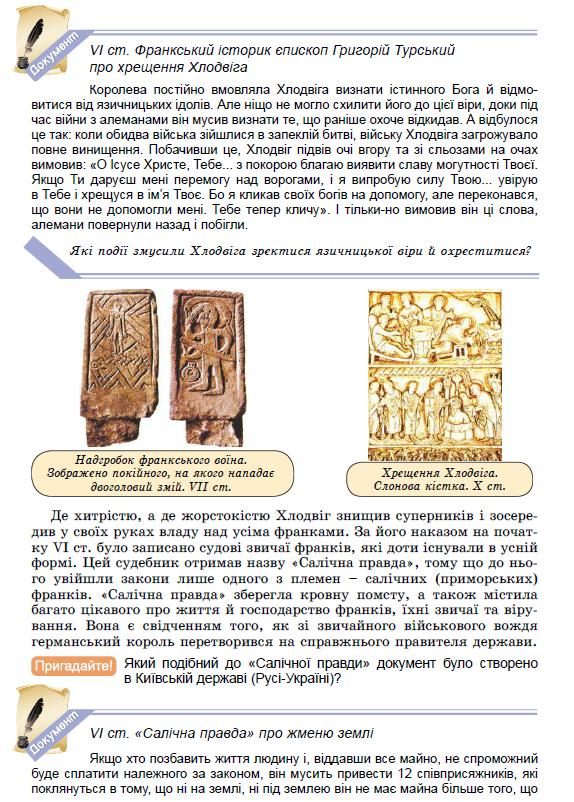 Документ
VI ст. Франкський історик єпископ Григорій Турський
про хрещення Хлодвіга
Королева постійно вмовляла Хлодвіга визнати істинного Бога й відмо-
витися від язичницьких ідолів. Але ніщо не могло схилити його до цієї віри, доки під
час війни з алеманами він мусив визнати те, що раніше охоче відкидав. А відбулося
це так: коли обидва війська зійшлися в запеклій битві, війську Хлодвіга загрожувало
повне винищення. Побачивши це, Хлодвіг підвів очі вгору та зі сльозами на очах
вимовив: «О Ісусе Христе, Тебе... з покорою благаю виявити славу могутності Твоєї.
Якщо Ти даруєш мені перемогу над ворогами, і я випробую силу Твою... увірую
в Тебе і хрещуся в ім’я Твоє. Бо я кликав своїх богів на допомогу, але переконався,
що вони не допомогли мені. Тебе тепер кличу». І тільки-но вимовив він ці слова,
алемани повернули назад і побігли.
Які події змусили Хлодвіга зректися язичницької віри й охреститися?
Надгробок франкського воїна.
Зображено покійного, на якого нападає
двоголовий змій. VII ст.
Хрещення Хлодвіга.
Слонова кістка. X ст.
Де хитрістю, а де жорстокістю Хлодвіг знищив суперників і зосере-
див у своїх руках владу над усіма франками. За його наказом на почат-
ку VI ст. було записано судові звичаї франків, які доти існували в усній
формі. Цей судебник отримав назву «Салічна правда», тому що до ньо-
го увійшли закони лише одного з племен – салічних (приморських)
франків. «Салічна правда» зберегла кровну помсту, а також містила
багато цікавого про життя й господарство франків, їхні звичаї та віру-
вання. Вона є свідченням того, як зі звичайного військового вождя
германський король перетворився на справжнього правителя держави.
Пригадайте! Який подібний до «Салічної правди» документ було створено
в Київській державі (Русі-Україні)?
Документ
VI ст. «Салічна правда» про жменю землі
Якщо хто позбавить життя людину і, віддавши все майно, не спроможний
буде сплатити належного за законом, він мусить привести 12 співприсяжників, які
поклянуться в тому, що ні на землі, ні під землею він не має майна більше того, що